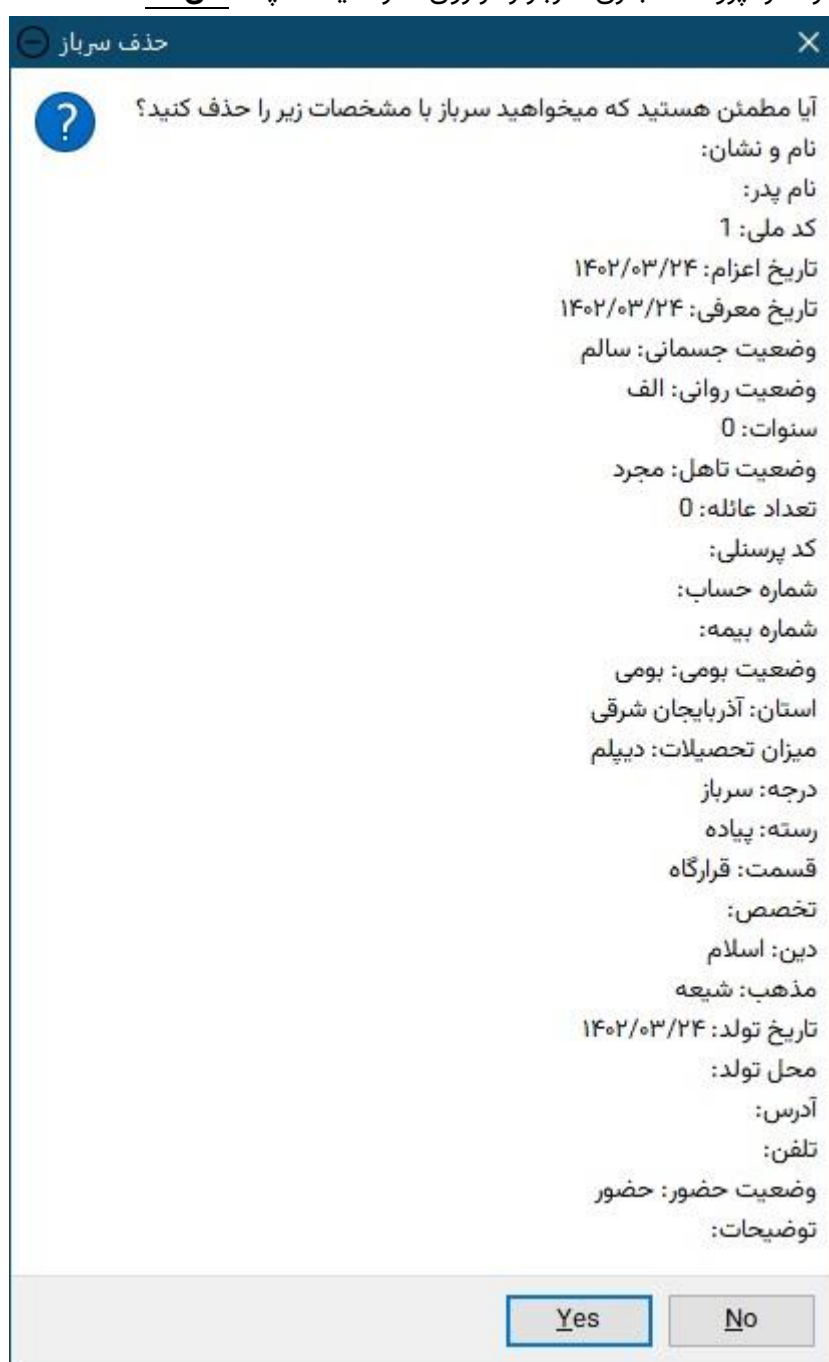 حذف سرباز
آیا مطمئن هستید که میخواهید سرباز با مشخصات زیر را حذف کنید؟
نام و نشان:
نام پدر:
کد ملی: 1
تاریخ اعزام: ۱۴۰۲/۰۳/۲۴
تاریخ معرفی: ۱۴۰۲/۰۳/۲۴
وضعیت جسمانی: سالم
وضعیت روانی: الف
سنوات: 0
وضعیت تاهل: مجرد
تعداد عائله: 0
کد پرسنلی:
شماره حساب:
شماره بیمه:
وضعیت بومی: بومی
استان: آذربایجان شرقی
میزان تحصیلات: دیپلم
درجه: سرباز
رسته: پیاده
قسمت: قرارگاه
تخصص:
دین: اسلام
مذهب: شیعه
تاریخ تولد: ۱۴۰۲/۰۳/۲۴
محل تولد:
آدرس:
تلفن:
وضعیت حضور: حضور
توضیحات:
Yes No